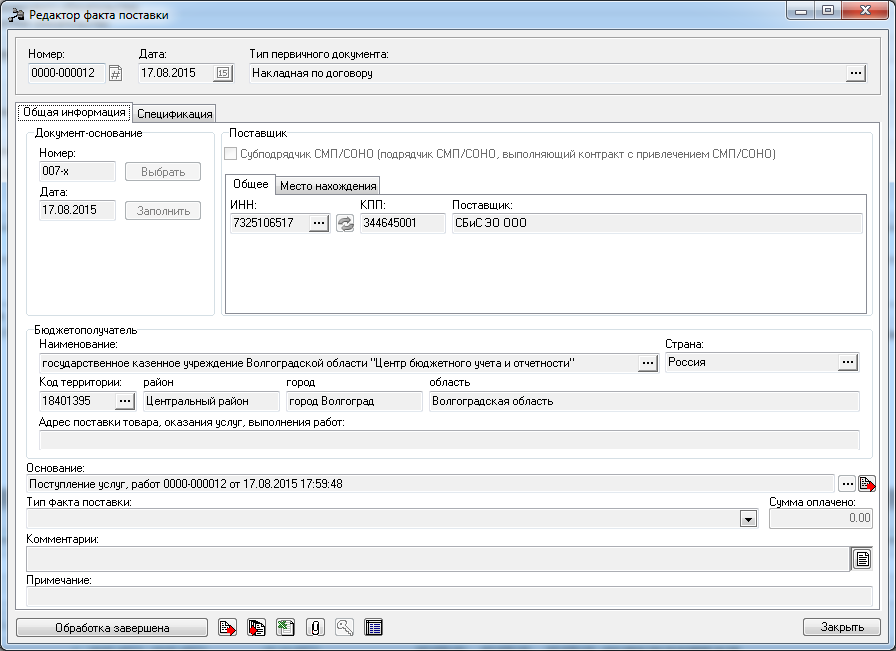 Редактор факта поставки
Номер: Дата: Тип первичного документа:
0000-000012 # 17.08.2015 15 Накладная по договору ...
Общая информация Спецификация
Документ-основание
Номер:
007-х Выбрать
Дата:
17.08.2015 Заполнить
Поставщик
Субподрядчик СМП/СОНО (подрядчик СМП/СОНО, выполняющий контракт с привлечением СМП/СОНО)
Общее Место нахождения
ИНН: КПП: Поставщик:
7325106517 ... 344645001 СБиС ЭО ООО
Бюджетополучатель
Наименование: Страна:
государственное казенное учреждение Волгоградской области "Центр бюджетного учета и отчетности" ... Россия ...
Код территории: район город область
18401395 ... Центральный район город Волгоград Волгоградская область
Адрес поставки товара, оказания услуг, выполнения работ:
Основание:
Поступление услуг, работ 0000-000012 от 17.08.2015 17:59:48 ...
Тип факта поставки: Сумма оплачено:
0.00
Комментарии:
Примечание:
Обработка завершена Закрыть